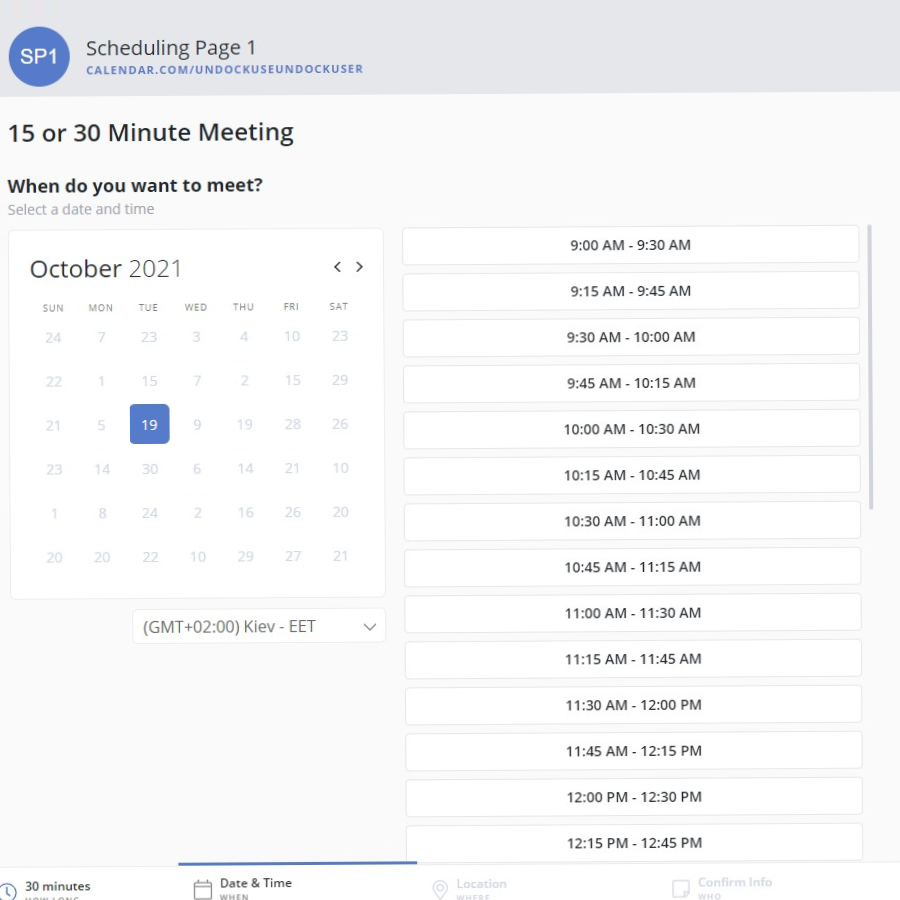 SP1
Scheduling Page 1
CALENDAR.COM/UNDOCKUSEUNDOCKUSER
15 or 30 Minute Meeting
When do you want to meet?
Select a date and time
October 2021
SUN MON TUE WED THU FRI SAT
24 7 23 3 4 10 23
22 1 15 7 2 15 29
21 5 19 9 19 28 26
23 14 30 6 14 21 10
1 8 24 2 16 26 20
20 20 22 10 29 27 21
(GMT+02:00) Kiev - EET
9:00 AM - 9:30 AM
9:15 AM - 9:45 AM
9:30 AM - 10:00 AM
9:45 AM - 10:15 AM
10:00 AM - 10:30 AM
10:15 AM - 10:45 AM
10:30 AM - 11:00 AM
10:45 AM - 11:15 AM
11:00 AM - 11:30 AM
11:15 AM - 11:45 AM
11:30 AM - 12:00 PM
11:45 AM - 12:15 PM
12:00 PM - 12:30 PM
12:15 PM - 12:45 PM
30 minutes
HOW LONG
Date & Time
WHEN
Location
WHERE
Confirm Info
WHO